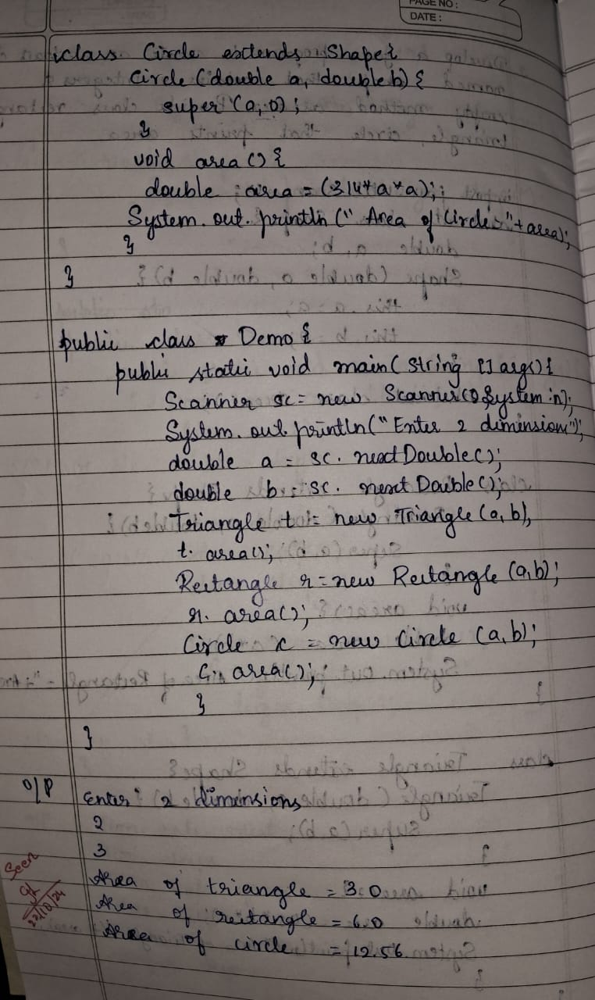 PAGE NO:
DATE:
class Circle extends Shape{
Circle (double a, double b) {
super (a, b);
}
void area () {
double area = (3.14* a * a);
System. out. println (" Area of Circle = "+ area);
}
}
public class Demo {
public static void main( String [] args) {
Scanner sc = new Scanner(System.in);
System. out. println("Enter 2 dimension");
double a = sc. nextDouble();
double b = sc. next Double();
Triangle t = new Triangle (a, b),
t. area();
Rectangle r = new Rectangle (a, b);
r. area();
Circle c = new Circle (a, b);
c. area();
}
}
O/P
Enter 2 dimensions
2
3
Area of triangle = 3.0
Area of rectangle = 6.0
Area of circle = 12.56
Seen
22/10/24